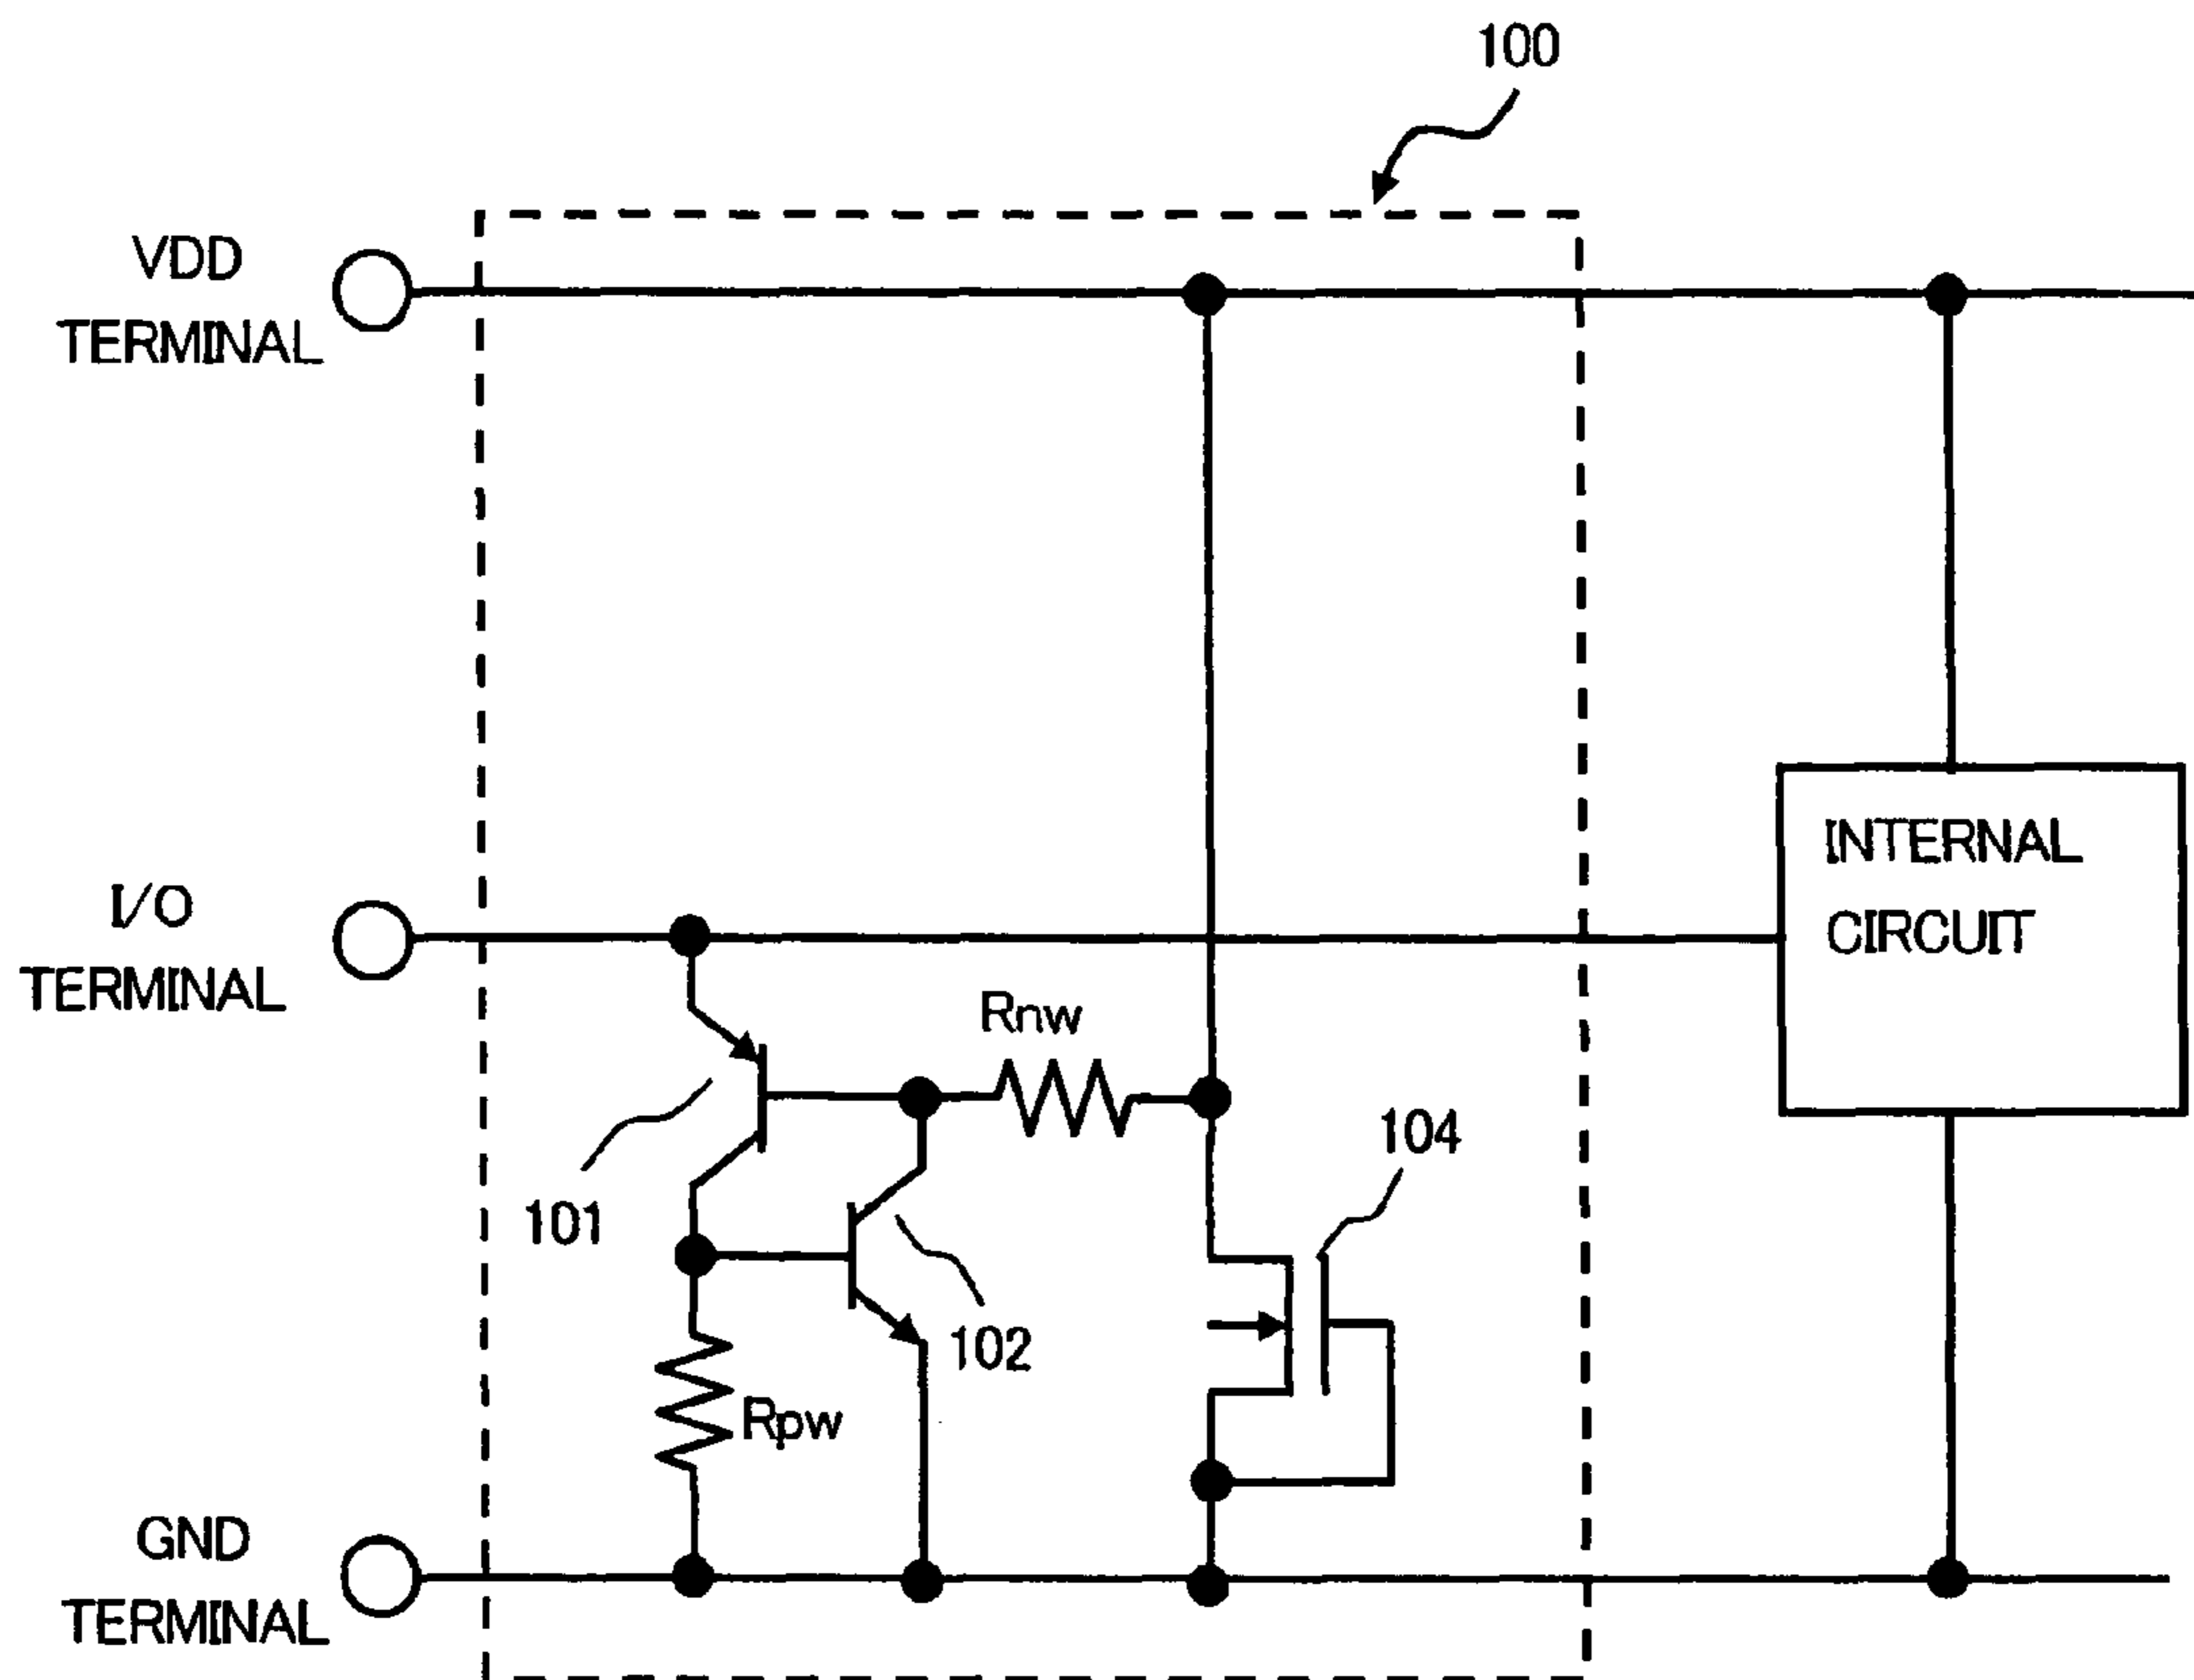 100
VDD
TERMINAL
INTERNAL
CIRCUIT
I/O
TERMINAL
Rnw
104
101
102
Rpw
GND
TERMINAL